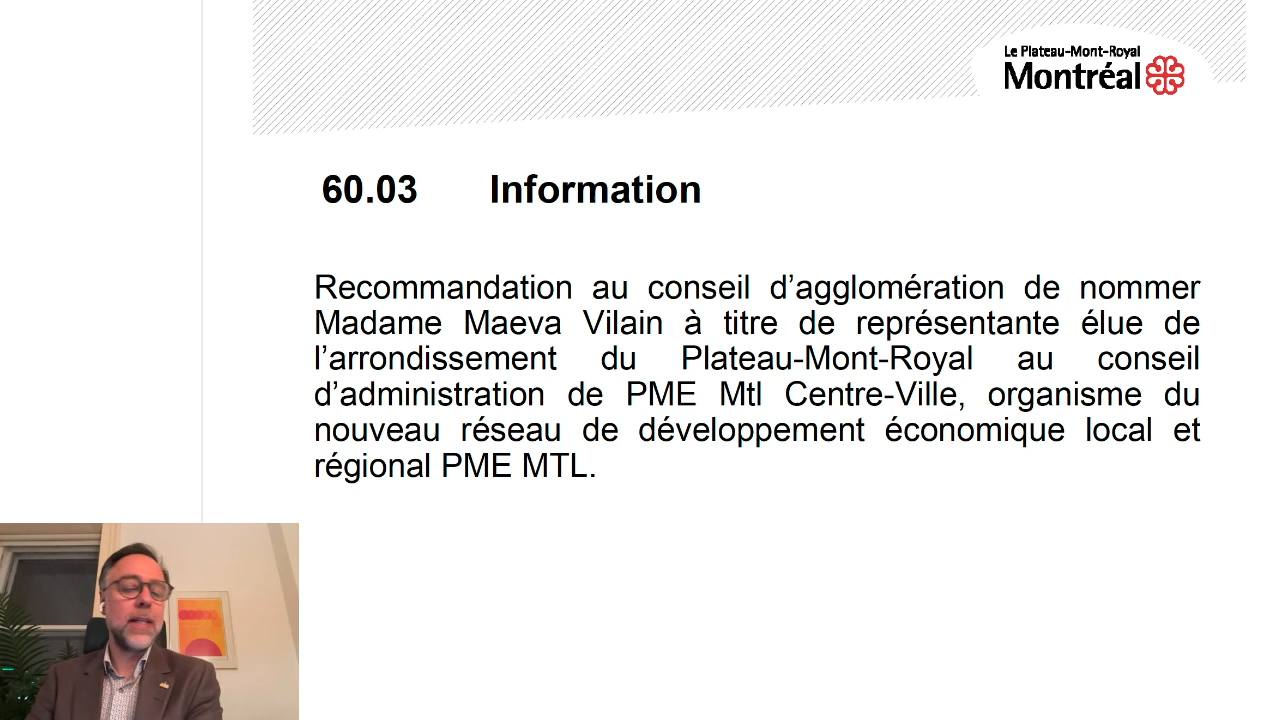 Le Plateau-Mont-Royal
Montréal
60.03 Information
Recommandation au conseil d’agglomération de nommer
Madame Maeva Vilain à titre de représentante élue de
l’arrondissement du Plateau-Mont-Royal au conseil
d’administration de PME Mtl Centre-Ville, organisme du
nouveau réseau de développement économique local et
régional PME MTL.